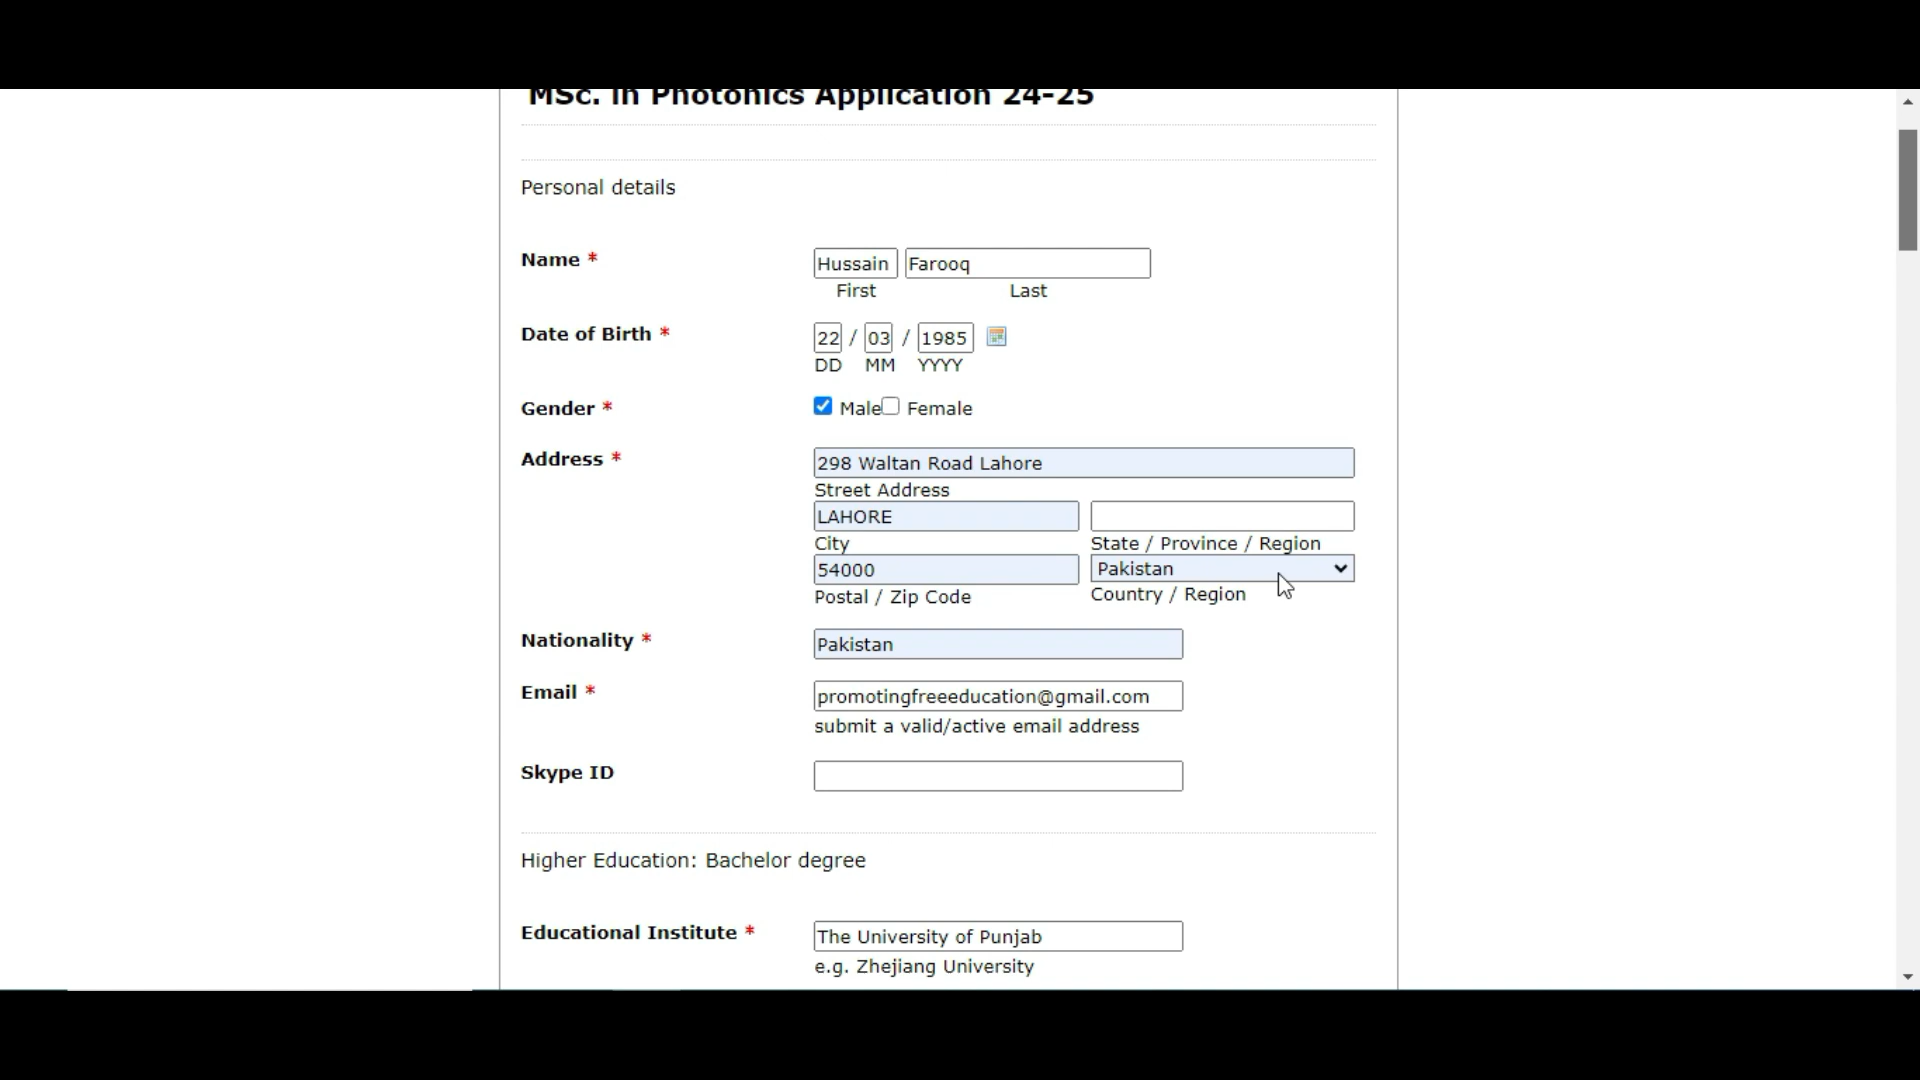 MSc. in Photonics Application 24-25
Personal details
Name *
Hussain Farooq
First Last
Date of Birth *
22 / 03 / 1985
DD MM YYYY
Gender *
Male Female
Address *
298 Waltan Road Lahore
Street Address
LAHORE
City State / Province / Region
54000 Pakistan
Postal / Zip Code Country / Region
Nationality *
Pakistan
Email *
promotingfreeeducation@gmail.com
submit a valid/active email address
Skype ID
Higher Education: Bachelor degree
Educational Institute *
The University of Punjab
e.g. Zhejiang University